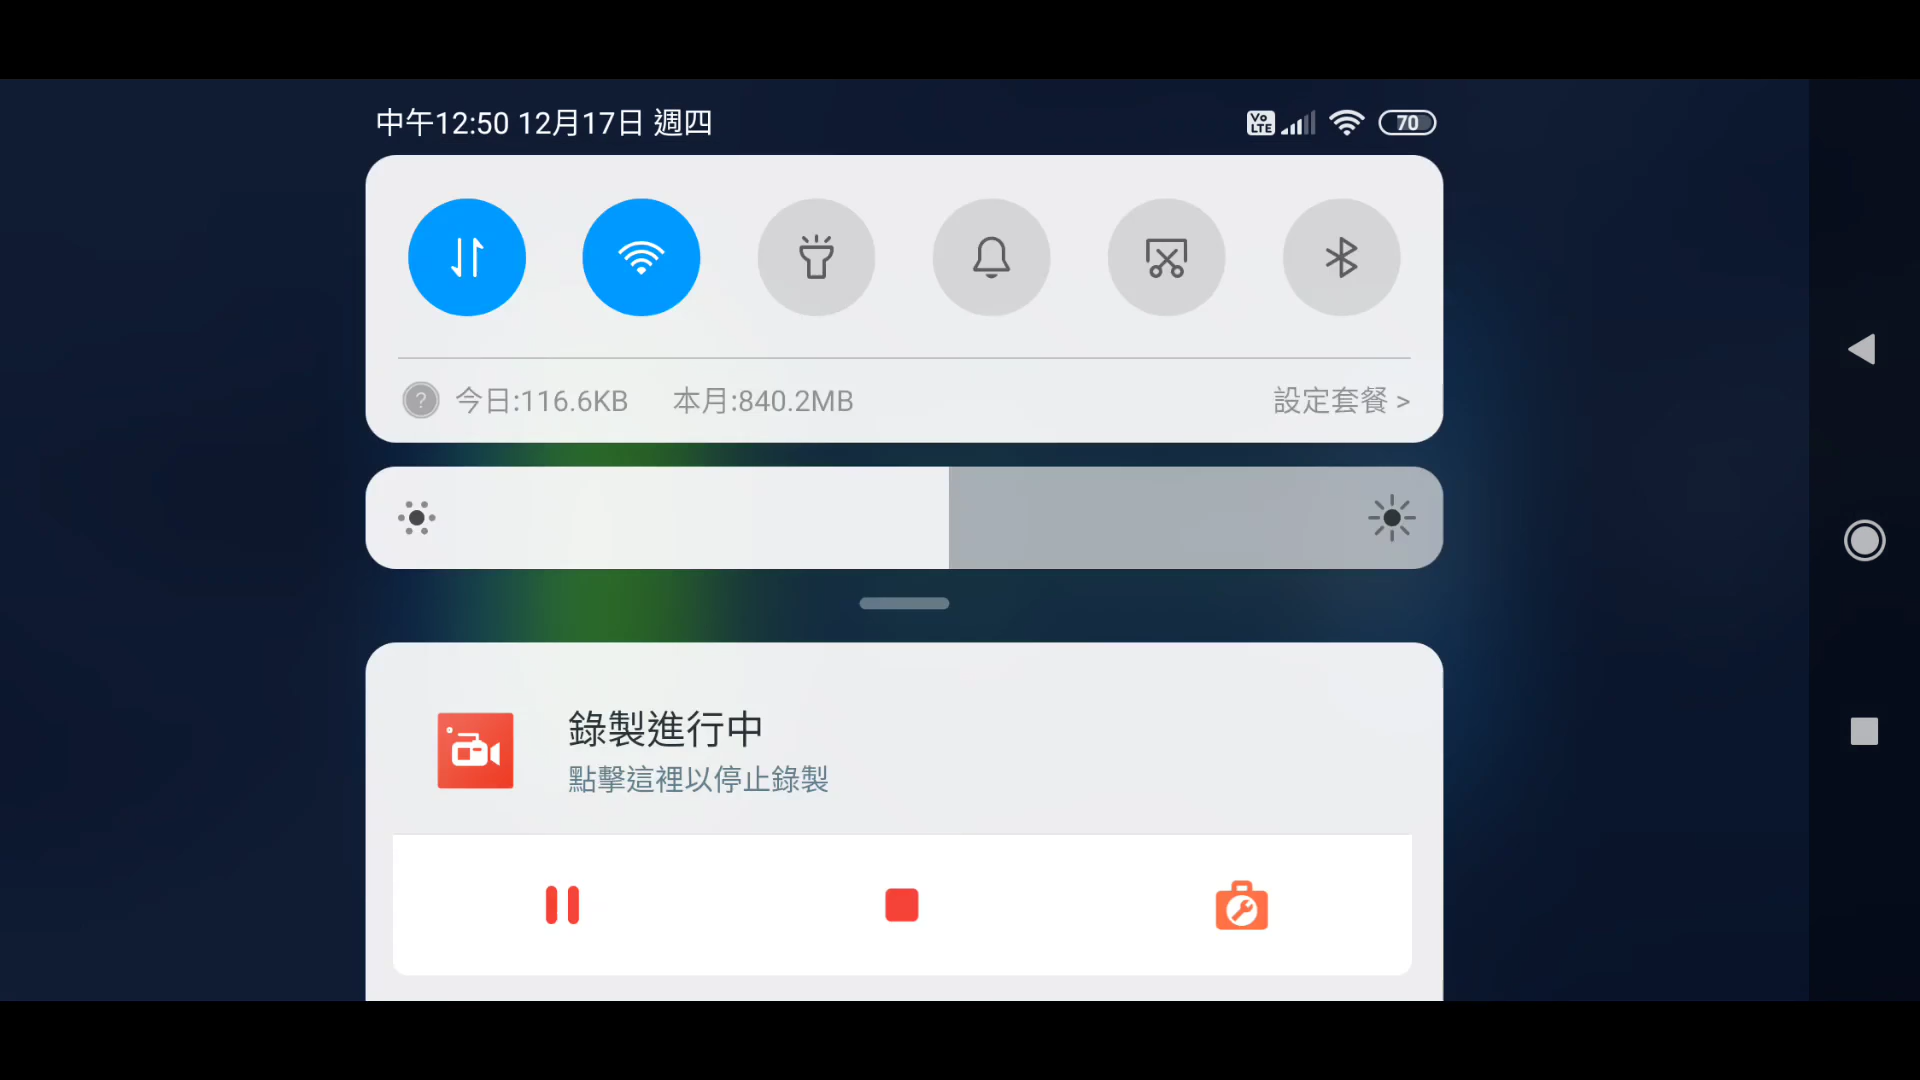 中午12:50 12月17日 週四
Vo LTE
70
? 今日:116.6KB 本月:840.2MB 設定套餐 >
錄製進行中
點擊這裡以停止錄製